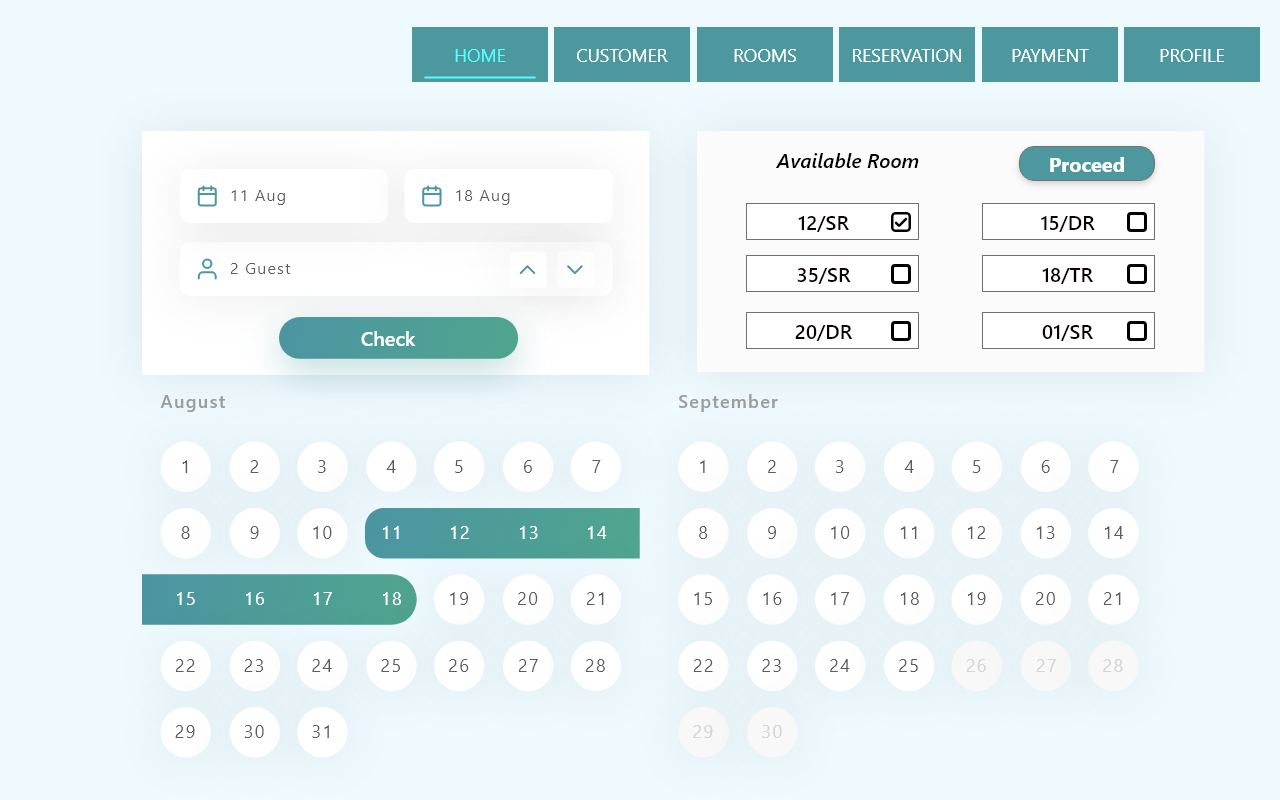 HOME CUSTOMER ROOMS RESERVATION PAYMENT PROFILE
11 Aug 18 Aug
2 Guest
Check
Available Room Proceed
12/SR 15/DR
35/SR 18/TR
20/DR 01/SR
August
1 2 3 4 5 6 7
8 9 10 11 12 13 14
15 16 17 18 19 20 21
22 23 24 25 26 27 28
29 30 31
September
1 2 3 4 5 6 7
8 9 10 11 12 13 14
15 16 17 18 19 20 21
22 23 24 25 26 27 28
29 30